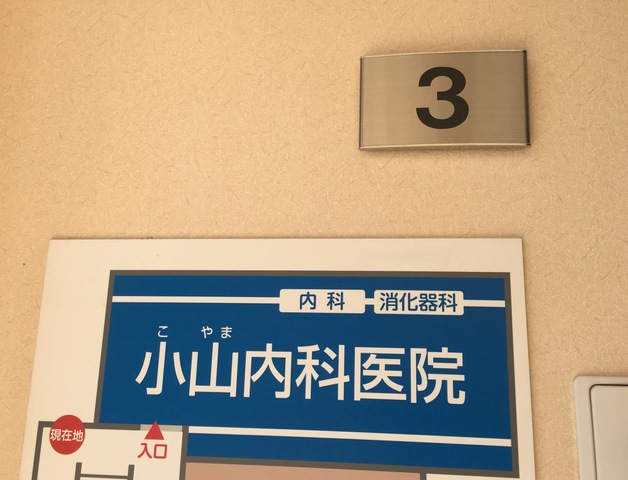 3
内科 消化器科
こ やま
小山内科医院
現在地
入口